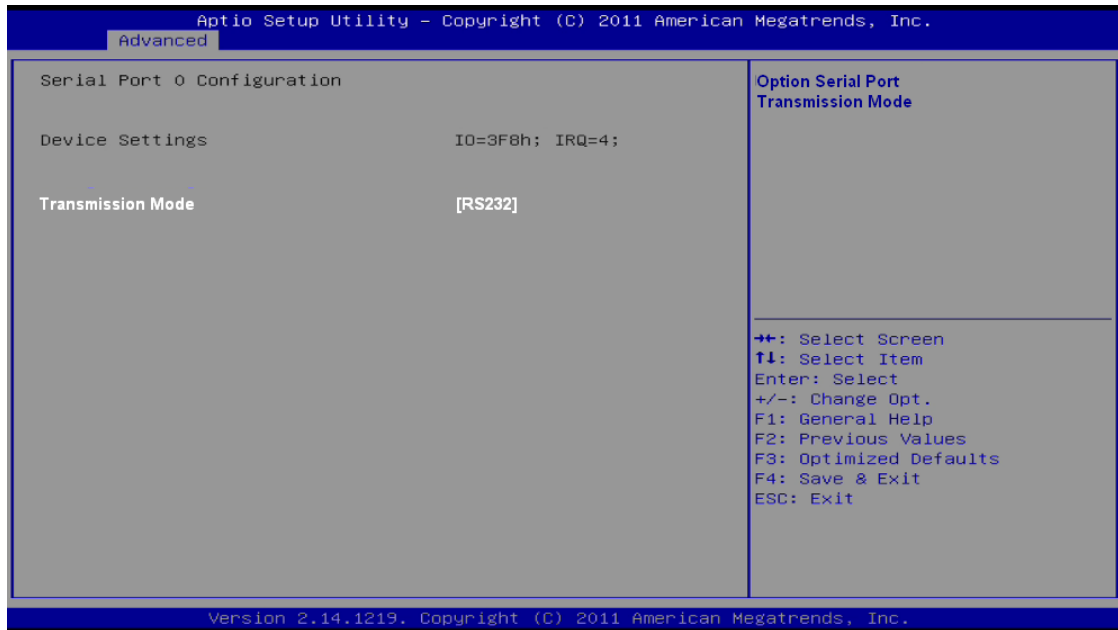 Aptio Setup Utility – Copyright (C) 2011 American Megatrends, Inc.
Advanced
Serial Port 0 Configuration
Device Settings IO=3F8h; IRQ=4;
Transmission Mode [RS232]
Option Serial Port
Transmission Mode
→←: Select Screen
↑↓: Select Item
Enter: Select
+/-: Change Opt.
F1: General Help
F2: Previous Values
F3: Optimized Defaults
F4: Save & Exit
ESC: Exit
Version 2.14.1219. Copyright (C) 2011 American Megatrends, Inc.